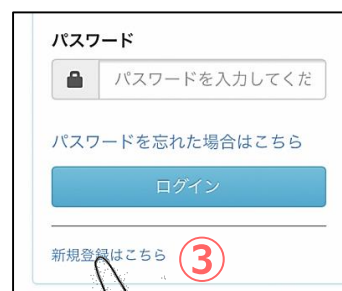 パスワード
パスワードを入力してくだ
パスワードを忘れた場合はこちら
ログイン
新規登録はこちら
③